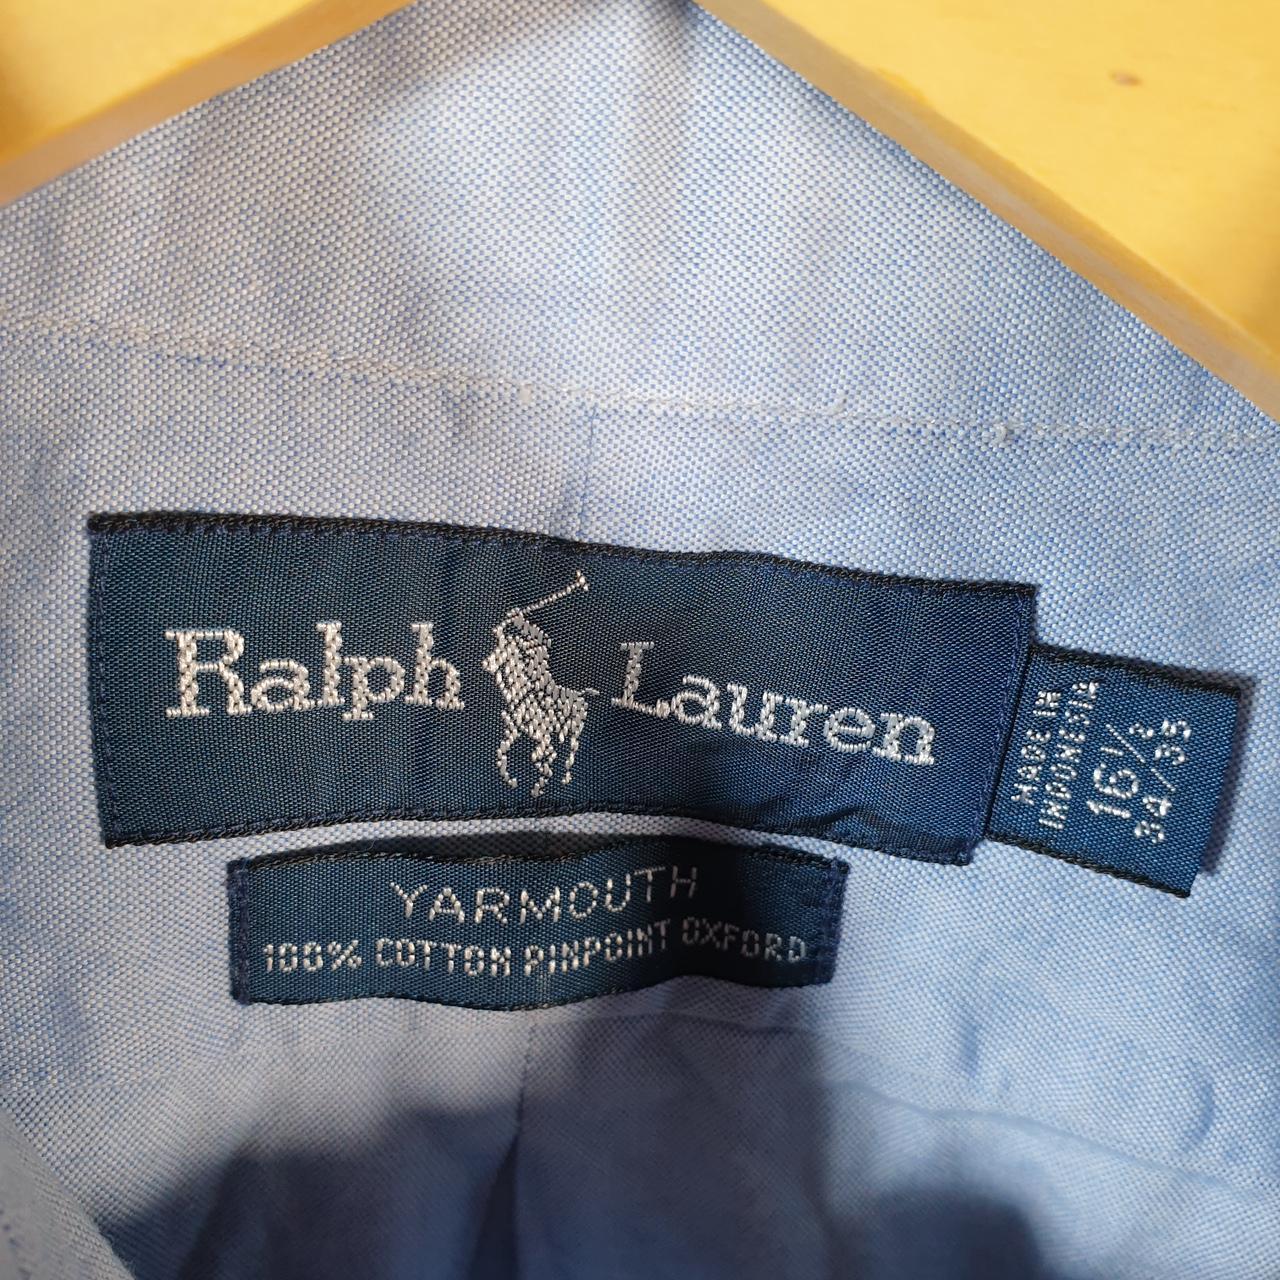 Ralph Lauren
MADE IN
INDONESIA
16½
34/35
YARMOUTH
100% COTTON PINPOINT OXFORD